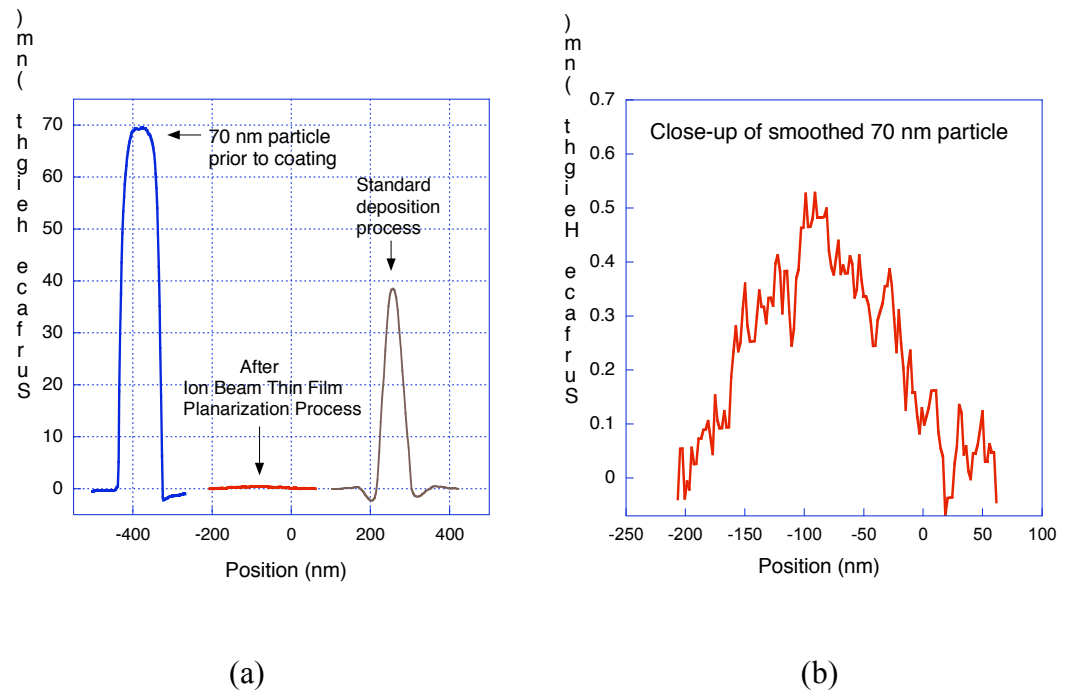 Surface height (nm)
70
60
50
40
30
20
10
0
70 nm particle
prior to coating
Standard
deposition
process
After
Ion Beam Thin Film
Planarization Process
-400
-200
0
200
400
Position (nm)
(a)
Surface Height (nm)
0.7
0.6
0.5
0.4
0.3
0.2
0.1
0
Close-up of smoothed 70 nm particle
-250
-200
-150
-100
-50
0
50
100
Position (nm)
(b)